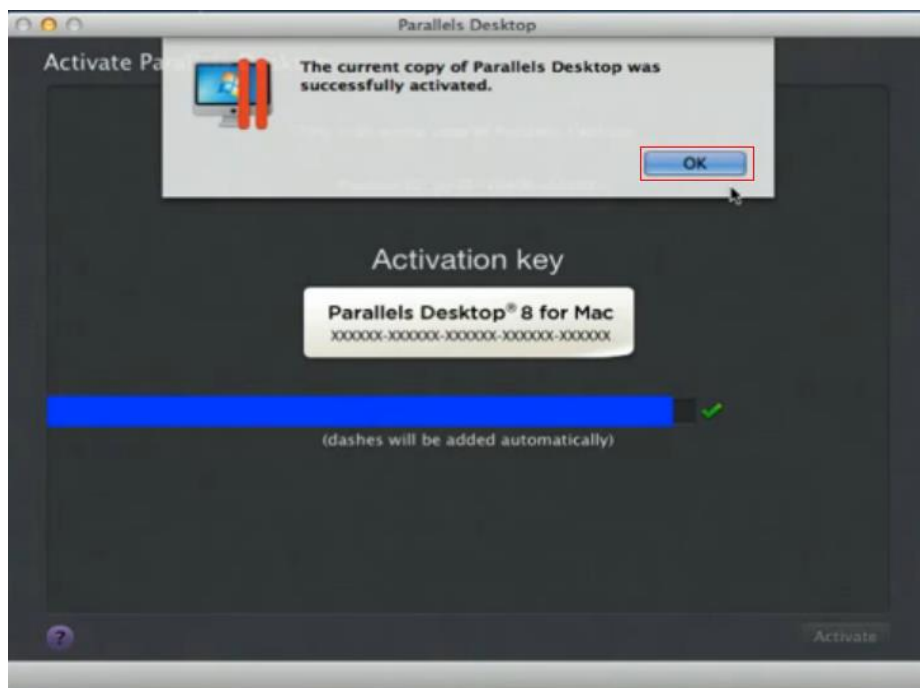 Parallels Desktop
Activate Pa
The current copy of Parallels Desktop was
successfully activated.
OK
Activation key
Parallels Desktop® 8 for Mac
XXXXXX-XXXXXX-XXXXXX-XXXXXX-XXXXXX
(dashes will be added automatically)
?
Activate